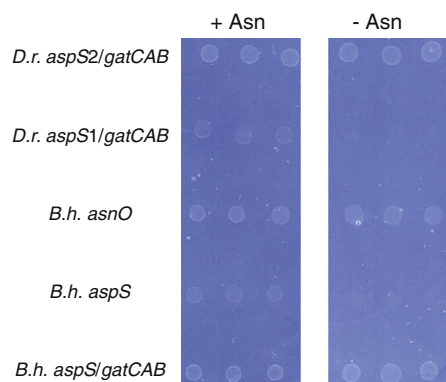 + Asn - Asn
D.r. aspS2/gatCAB
D.r. aspS1/gatCAB
B.h. asnO
B.h. aspS
B.h. aspS/gatCAB